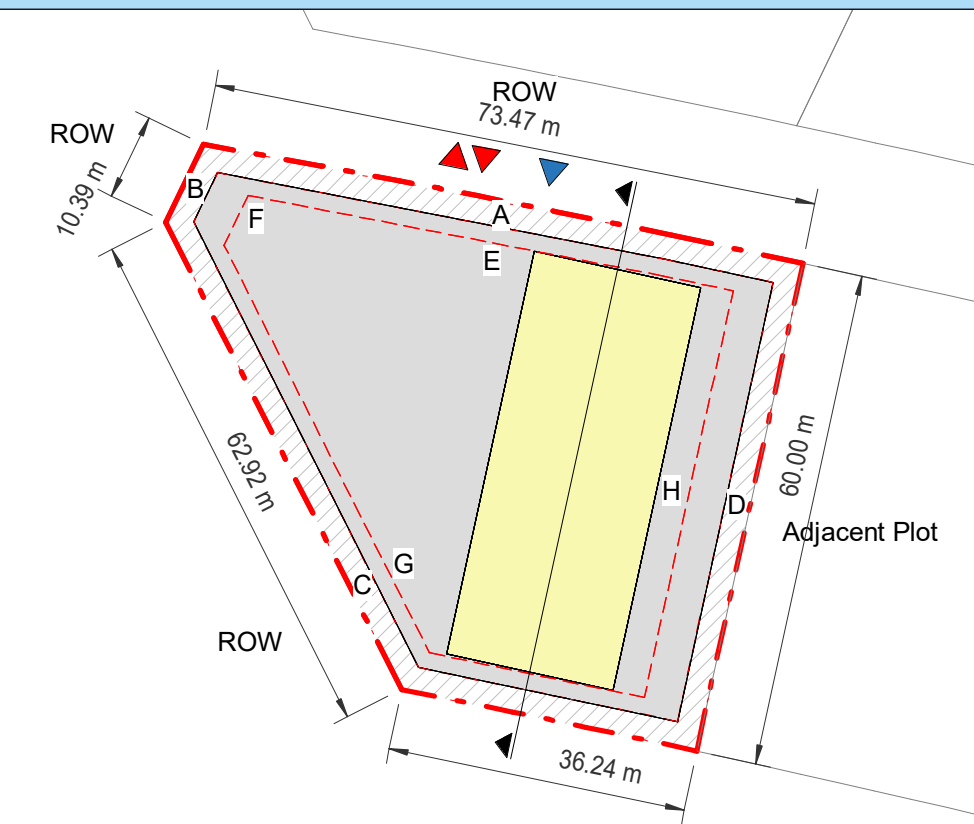 ROW
73.47 m
ROW
10.39 m
B
A
F
E
62.92 m
60.00 m
H
D
Adjacent Plot
G
C
ROW
36.24 m